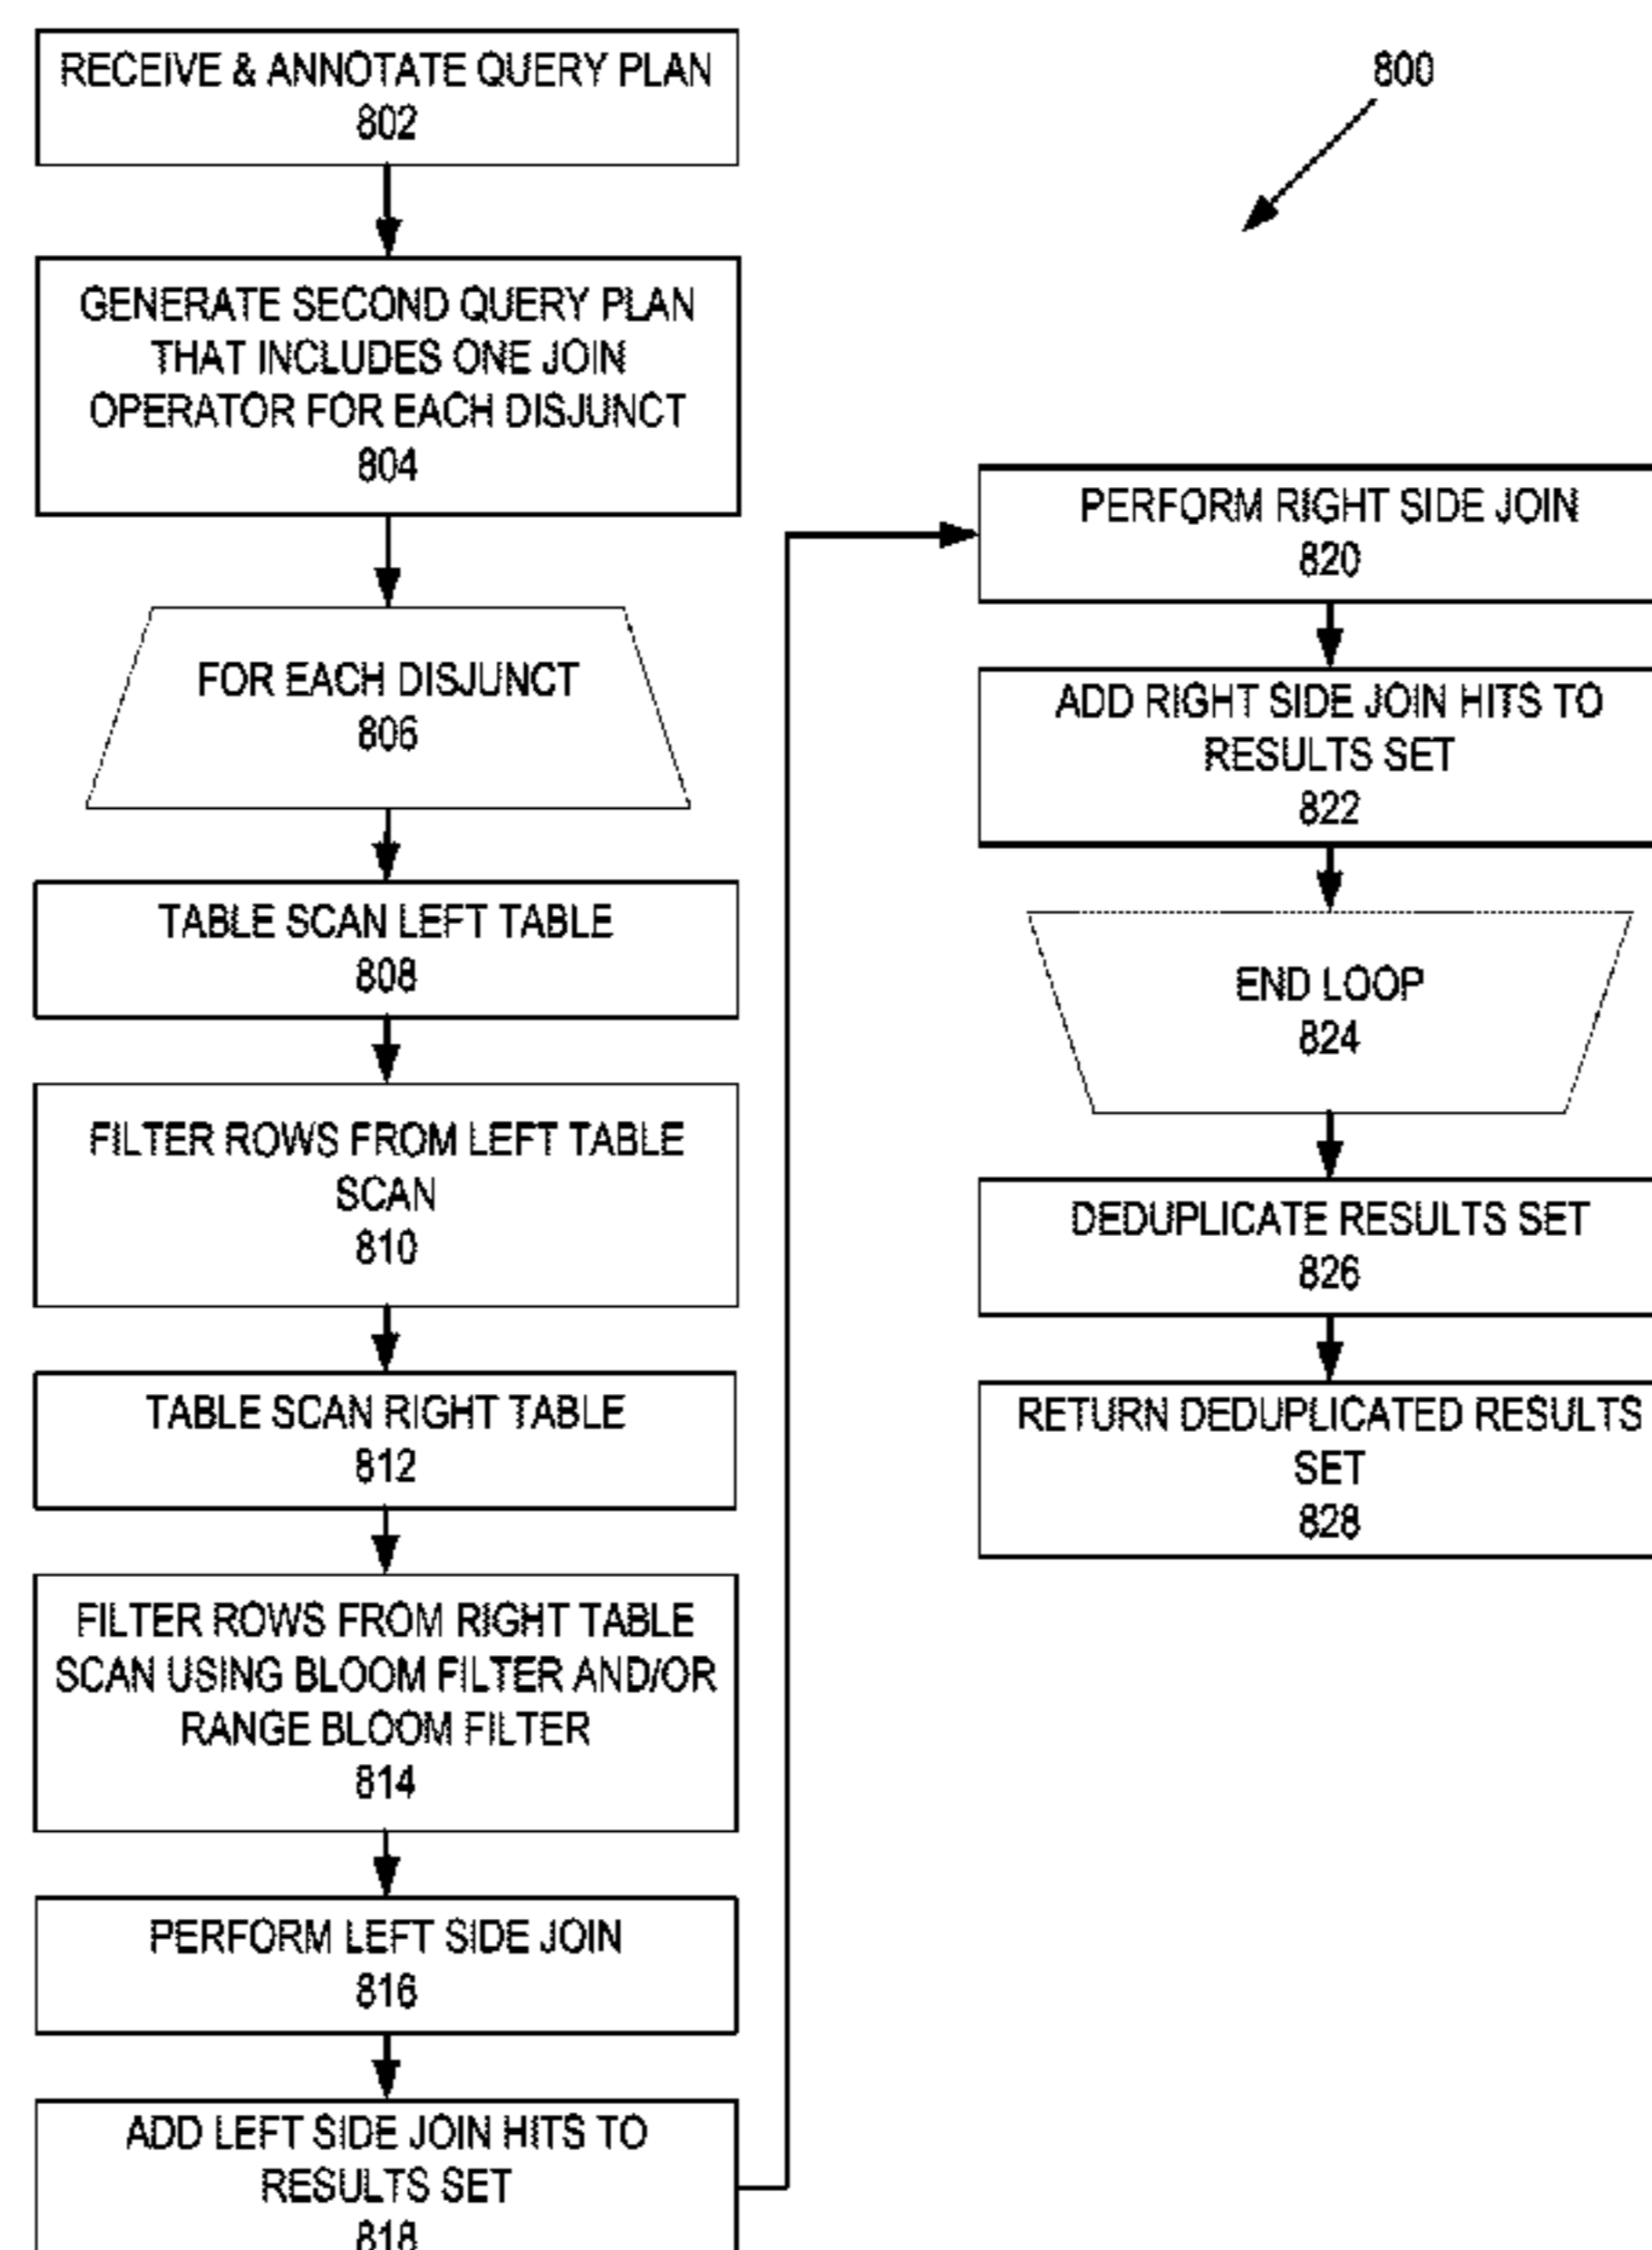 RECEIVE & ANNOTATE QUERY PLAN
802
GENERATE SECOND QUERY PLAN
THAT INCLUDES ONE JOIN
OPERATOR FOR EACH DISJUNCT
804
FOR EACH DISJUNCT
806
TABLE SCAN LEFT TABLE
808
FILTER ROWS FROM LEFT TABLE
SCAN
810
TABLE SCAN RIGHT TABLE
812
FILTER ROWS FROM RIGHT TABLE
SCAN USING BLOOM FILTER AND/OR
RANGE BLOOM FILTER
814
PERFORM LEFT SIDE JOIN
816
ADD LEFT SIDE JOIN HITS TO
RESULTS SET
818
800
PERFORM RIGHT SIDE JOIN
820
ADD RIGHT SIDE JOIN HITS TO
RESULTS SET
822
END LOOP
824
DEDUPLICATE RESULTS SET
826
RETURN DEDUPLICATED RESULTS
SET
828